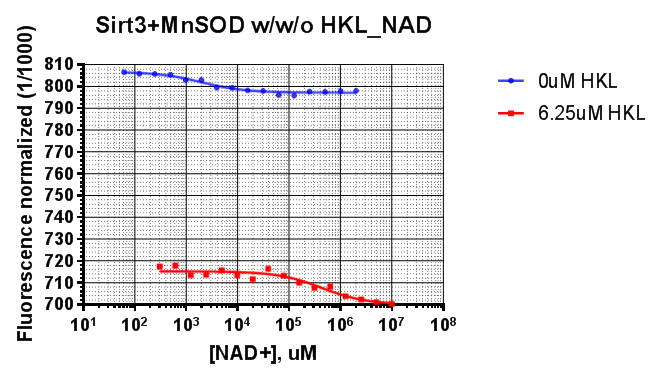 Sirt3+MnSOD w/w/o HKL_NAD
Fluorescence normalized (1/1000)
810
800
790
780
770
760
750
740
730
720
710
700
10¹ 10² 10³ 10⁴ 10⁵ 10⁶ 10⁷ 10⁸
[NAD+], uM
0uM HKL
6.25uM HKL